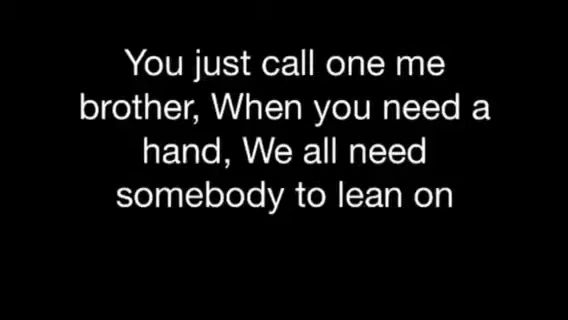 You just call one me
brother, When you need a
hand, We all need
somebody to lean on